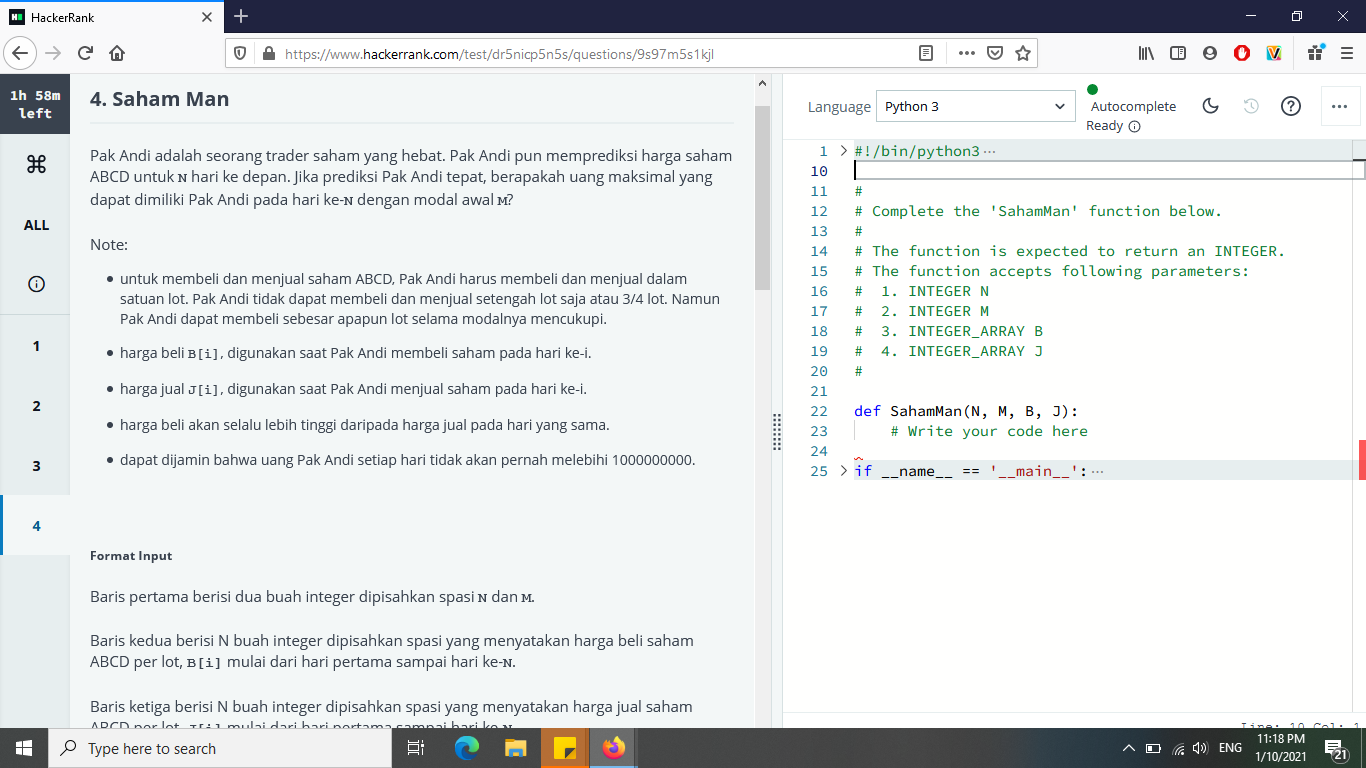 HackerRank
https://www.hackerrank.com/test/dr5nicp5n5s/questions/9s97m5s1kjl
1h 58m
left
ALL
1
2
3
4
4. Saham Man
Pak Andi adalah seorang trader saham yang hebat. Pak Andi pun memprediksi harga saham
ABCD untuk N hari ke depan. Jika prediksi Pak Andi tepat, berapakah uang maksimal yang
dapat dimiliki Pak Andi pada hari ke-N dengan modal awal M?
Note:
untuk membeli dan menjual saham ABCD, Pak Andi harus membeli dan menjual dalam
satuan lot. Pak Andi tidak dapat membeli dan menjual setengah lot saja atau 3/4 lot. Namun
Pak Andi dapat membeli sebesar apapun lot selama modalnya mencukupi.
harga beli B[i], digunakan saat Pak Andi membeli saham pada hari ke-i.
harga jual J[i], digunakan saat Pak Andi menjual saham pada hari ke-i.
harga beli akan selalu lebih tinggi daripada harga jual pada hari yang sama.
dapat dijamin bahwa uang Pak Andi setiap hari tidak akan pernah melebihi 1000000000.
Format Input
Baris pertama berisi dua buah integer dipisahkan spasi N dan M.
Baris kedua berisi N buah integer dipisahkan spasi yang menyatakan harga beli saham
ABCD per lot, B[i] mulai dari hari pertama sampai hari ke-N.
Baris ketiga berisi N buah integer dipisahkan spasi yang menyatakan harga jual saham
ABCD per lot, J[i] mulai dari hari pertama sampai hari ke-N
Language Python 3
Autocomplete
Ready
1 #!/bin/python3
10
11 #
12 # Complete the 'SahamMan' function below.
13 #
14 # The function is expected to return an INTEGER.
15 # The function accepts following parameters:
16 # 1. INTEGER N
17 # 2. INTEGER M
18 # 3. INTEGER_ARRAY B
19 # 4. INTEGER_ARRAY J
20 #
21
22 def SahamMan(N, M, B, J):
23 # Write your code here
24
25 if __name__ == '__main__':
Line: 10 Col: 1
Type here to search
ENG
11:18 PM
1/10/2021
21